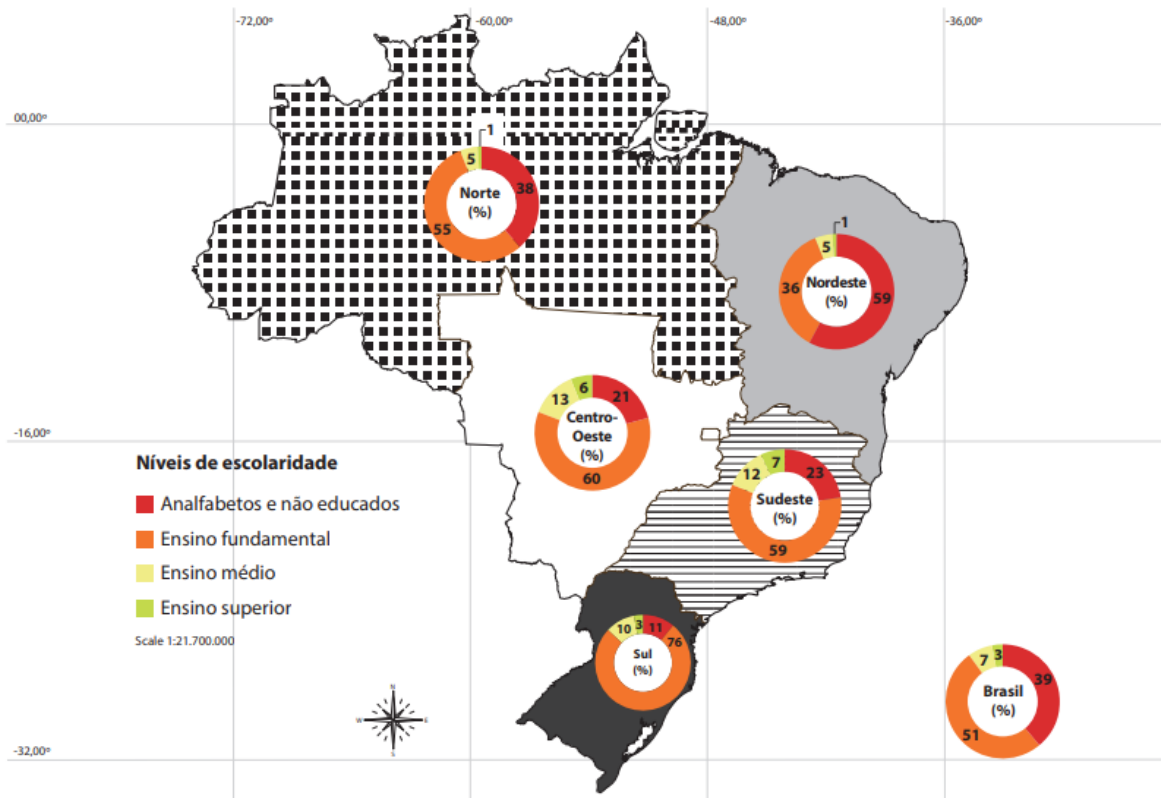 -72,00º
-60,00º
-48,00º
-36,00º
00,00º
1
5
38
Norte
(%)
55
1
5
36
Nordeste
(%)
59
6
13
21
Centro-
Oeste
(%)
60
-16,00º
7
12
23
Sudeste
(%)
59
Níveis de escolaridade
Analfabetos e não educados
Ensino fundamental
Ensino médio
Ensino superior
Scale 1:21.700.000
3
10
11
76
Sul
(%)
3
7
39
Brasil
(%)
51
N
W
E
S
-32,00º